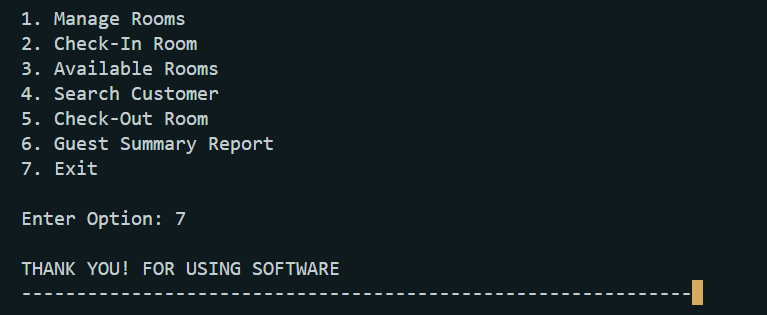 1. Manage Rooms
2. Check-In Room
3. Available Rooms
4. Search Customer
5. Check-Out Room
6. Guest Summary Report
7. Exit
Enter Option: 7
THANK YOU! FOR USING SOFTWARE
---------------------------------------------------------------